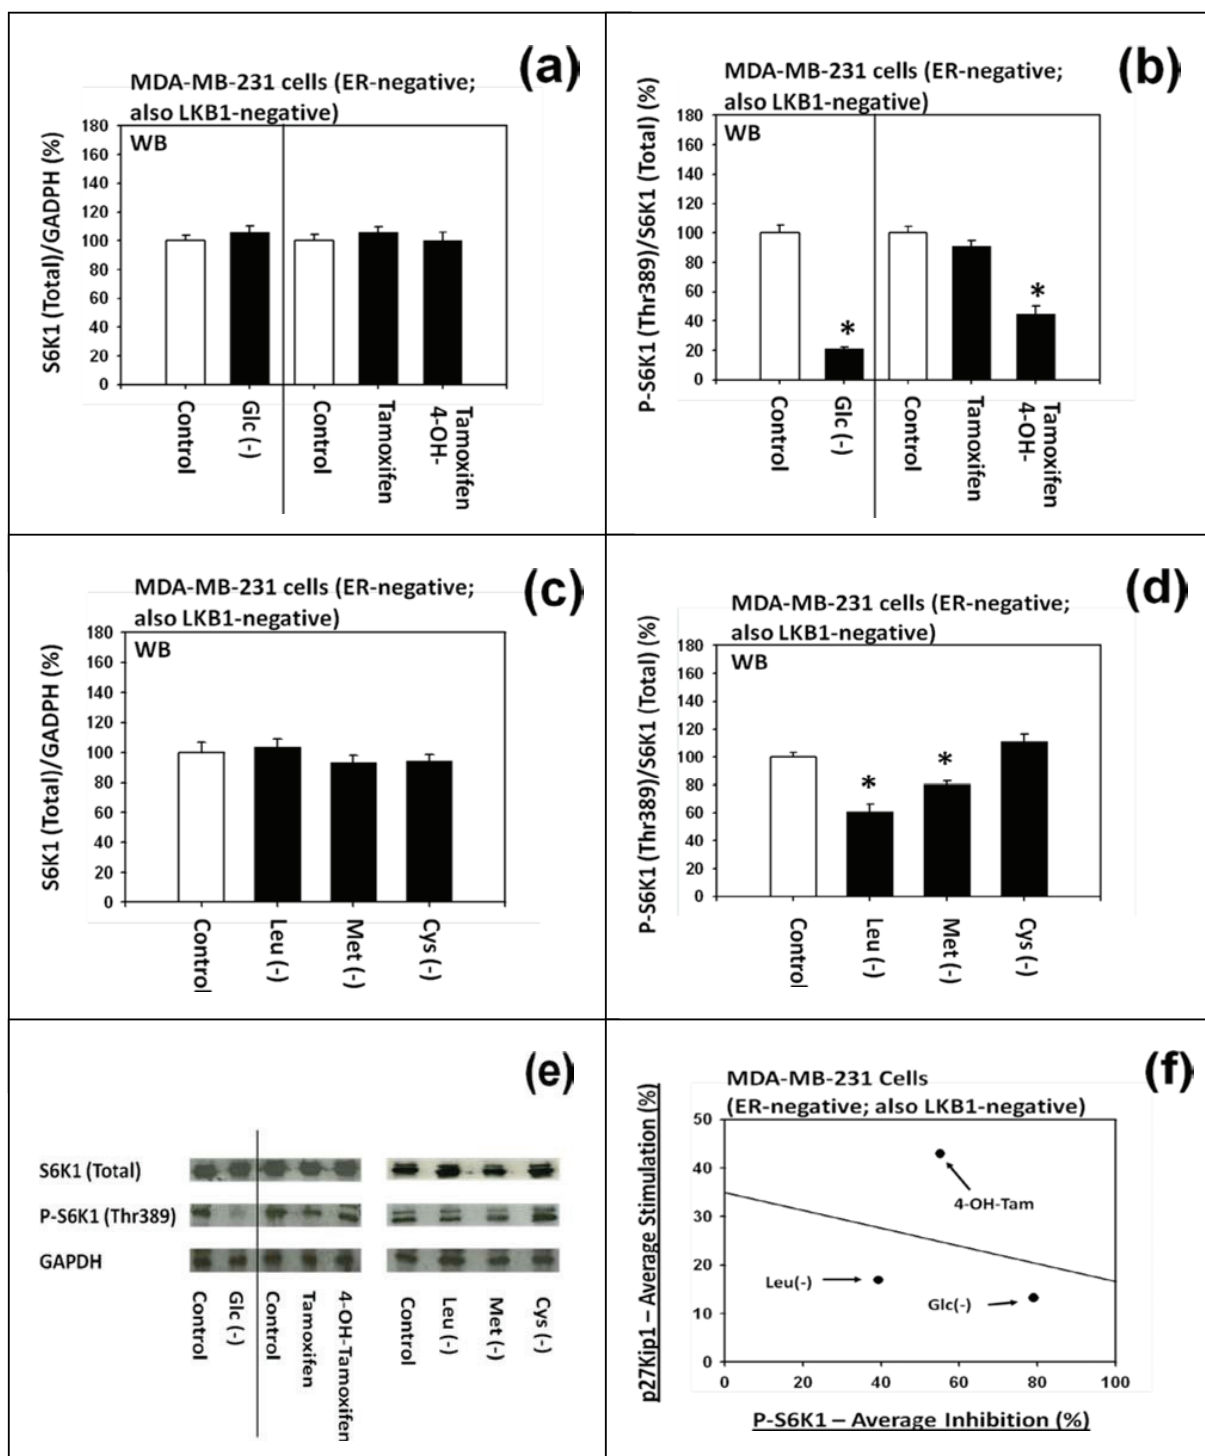 (a)
MDA-MB-231 cells (ER-negative;
also LKB1-negative)
WB
S6K1 (Total)/GADPH (%)
180
160
140
120
100
80
60
40
20
0
Control
Glc (-)
Control
Tamoxifen
4-OH-
Tamoxifen
(b)
MDA-MB-231 cells (ER-negative;
also LKB1-negative)
WB
P-S6K1 (Thr389)/S6K1 (Total) (%)
180
160
140
120
100
80
60
40
20
0
*
*
Control
Glc (-)
Control
Tamoxifen
4-OH-
Tamoxifen
(c)
MDA-MB-231 cells (ER-negative;
also LKB1-negative)
WB
S6K1 (Total)/GADPH (%)
180
160
140
120
100
80
60
40
20
0
Control
Leu (-)
Met (-)
Cys (-)
(d)
MDA-MB-231 cells (ER-negative;
also LKB1-negative)
WB
P-S6K1 (Thr389)/S6K1 (Total) (%)
180
160
140
120
100
80
60
40
20
0
*
*
Control
Leu (-)
Met (-)
Cys (-)
(e)
S6K1 (Total)
P-S6K1 (Thr389)
GAPDH
Control
Glc (-)
Control
Tamoxifen
4-OH-Tamoxifen
Control
Leu (-)
Met (-)
Cys (-)
(f)
MDA-MB-231 Cells
(ER-negative; also LKB1-negative)
p27Kip1 – Average Stimulation (%)
50
40
30
20
10
0
4-OH-Tam
Leu(-)
Glc(-)
0 20 40 60 80 100
P-S6K1 – Average Inhibition (%)